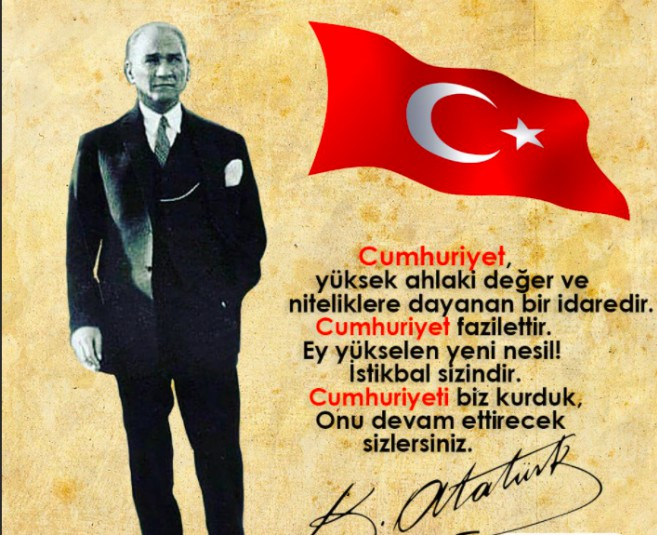 Cumhuriyet,
yüksek ahlaki değer ve
niteliklere dayanan bir idaredir.
Cumhuriyet fazilettir.
Ey yükselen yeni nesil!
İstikbal sizindir.
Cumhuriyeti biz kurduk,
Onu devam ettirecek
sizlersiniz.
K. Atatürk